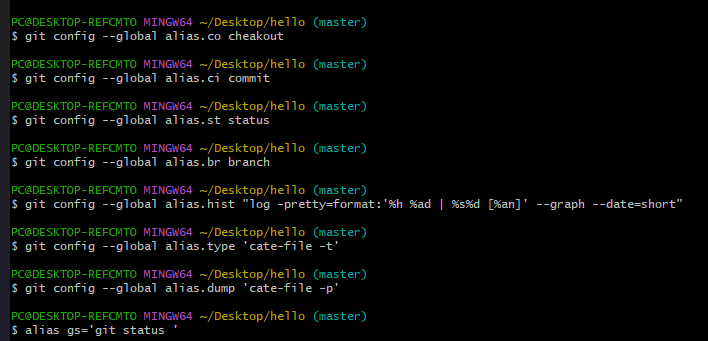 PC@DESKTOP-REFCMTO MINGW64 ~/Desktop/hello (master)
$ git config --global alias.co cheakout
PC@DESKTOP-REFCMTO MINGW64 ~/Desktop/hello (master)
$ git config --global alias.ci commit
PC@DESKTOP-REFCMTO MINGW64 ~/Desktop/hello (master)
$ git config --global alias.st status
PC@DESKTOP-REFCMTO MINGW64 ~/Desktop/hello (master)
$ git config --global alias.br branch
PC@DESKTOP-REFCMTO MINGW64 ~/Desktop/hello (master)
$ git config --global alias.hist "log -pretty=format:'%h %ad | %s%d [%an]' --graph --date=short"
PC@DESKTOP-REFCMTO MINGW64 ~/Desktop/hello (master)
$ git config --global alias.type 'cate-file -t'
PC@DESKTOP-REFCMTO MINGW64 ~/Desktop/hello (master)
$ git config --global alias.dump 'cate-file -p'
PC@DESKTOP-REFCMTO MINGW64 ~/Desktop/hello (master)
$ alias gs='git status '